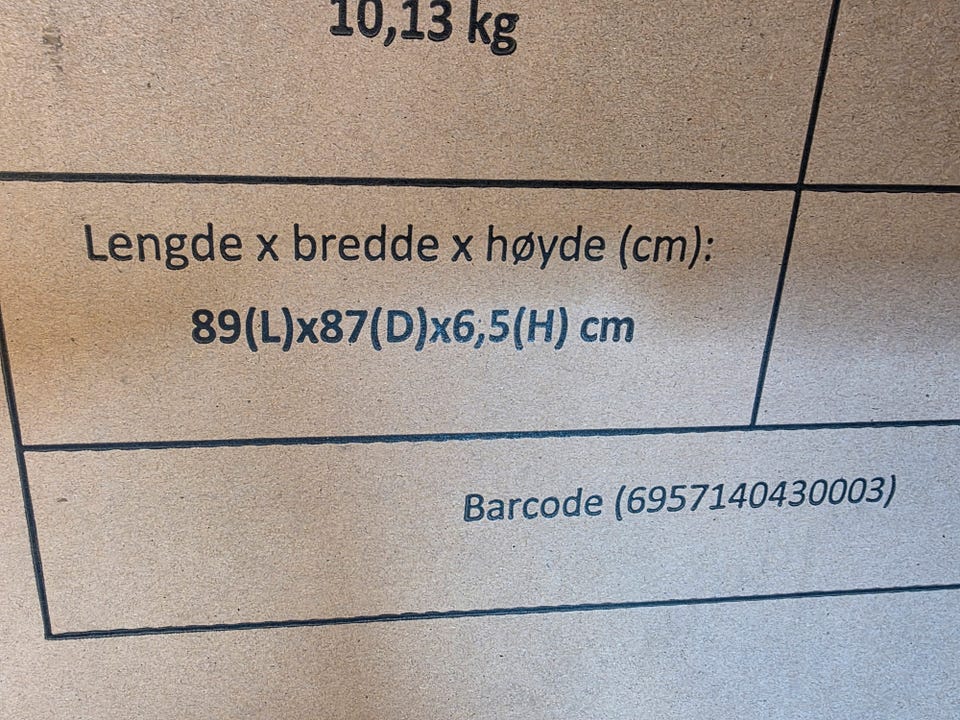 10,13 kg
Lengde x bredde x høyde (cm):
89(L)x87(D)x6,5(H) cm
Barcode (6957140430003)